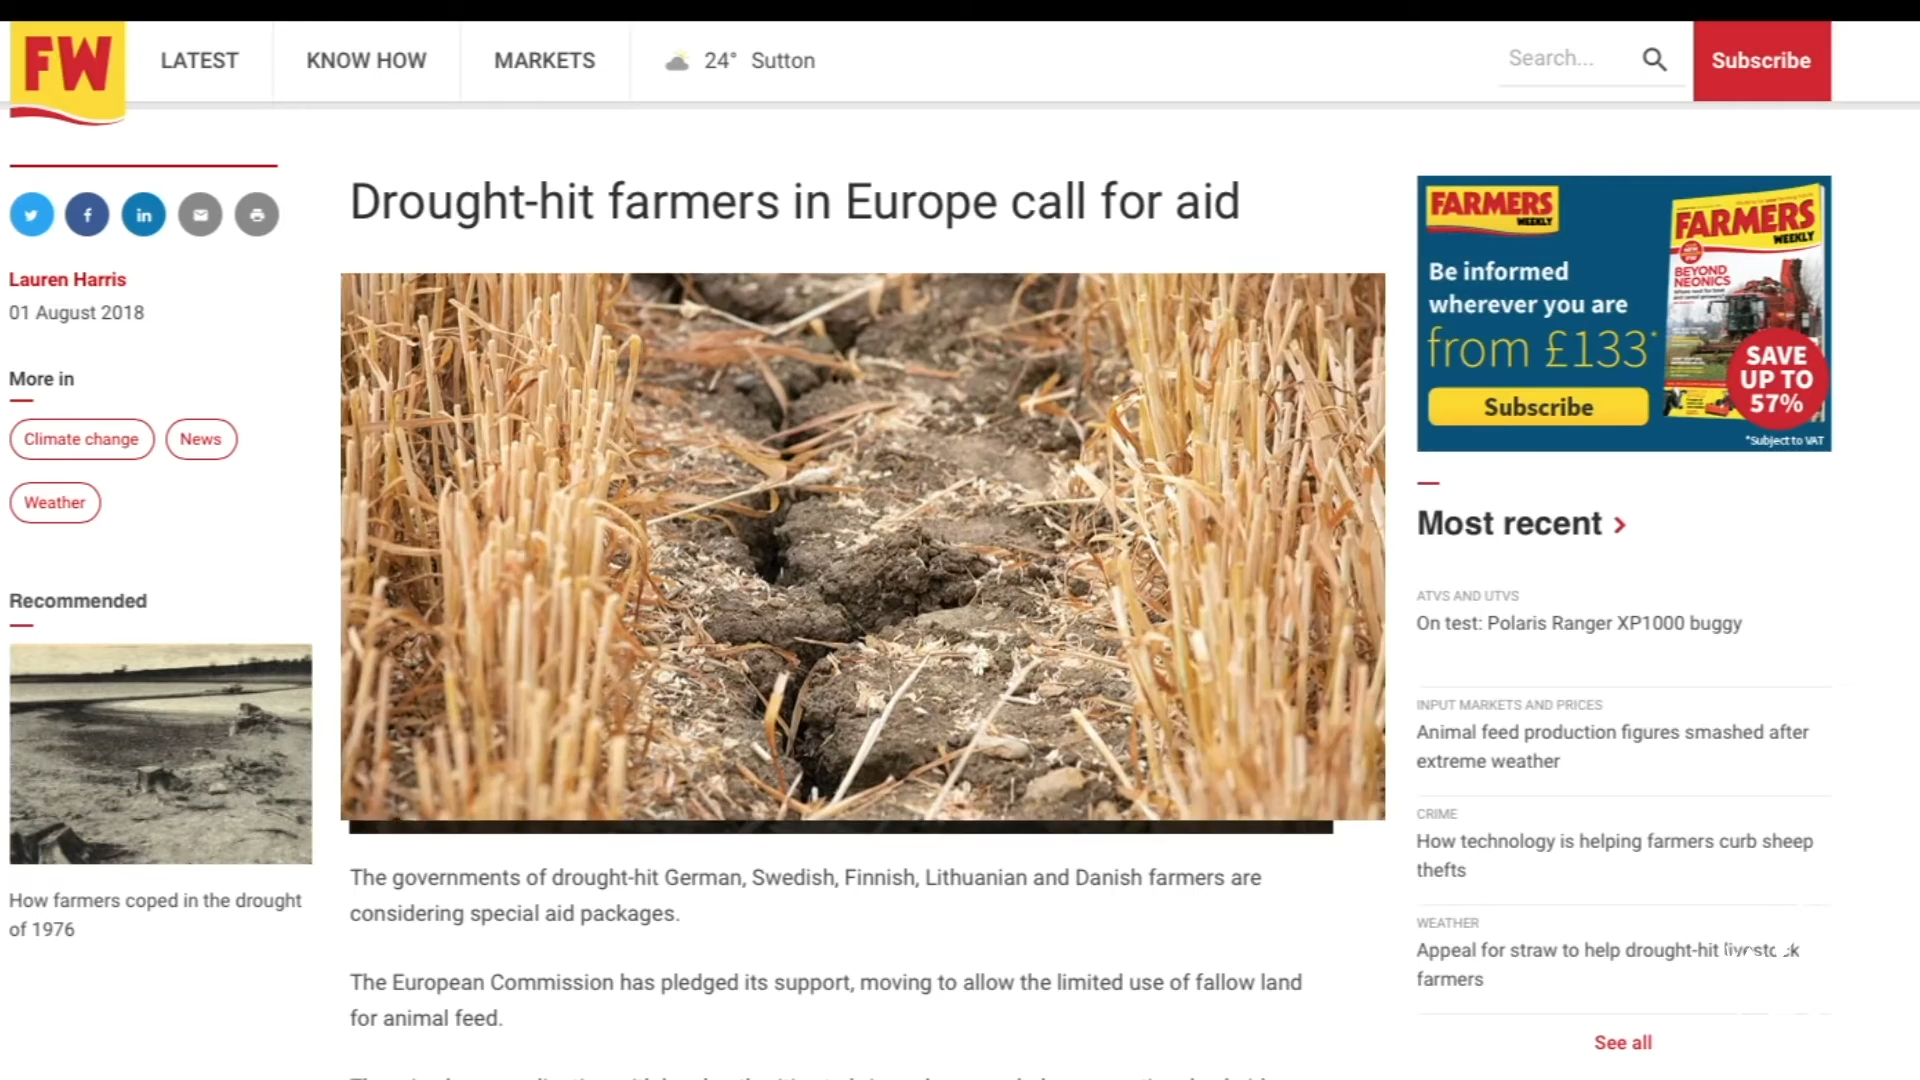 FW
LATEST
KNOW HOW
MARKETS
24° Sutton
Search...
Subscribe
Lauren Harris
01 August 2018
More in
Climate change
News
Weather
Recommended
How farmers coped in the drought
of 1976
Drought-hit farmers in Europe call for aid
The governments of drought-hit German, Swedish, Finnish, Lithuanian and Danish farmers are
considering special aid packages.
The European Commission has pledged its support, moving to allow the limited use of fallow land
for animal feed.
FARMERS
WEEKLY
Be informed
wherever you are
from £133*
Subscribe
FARMERS
WEEKLY
BEYOND
NEONICS
SAVE
UP TO
57%
*Subject to VAT
Most recent
ATVS AND UTVS
On test: Polaris Ranger XP1000 buggy
INPUT MARKETS AND PRICES
Animal feed production figures smashed after
extreme weather
CRIME
How technology is helping farmers curb sheep
thefts
WEATHER
Appeal for straw to help drought-hit livestock
farmers
See all